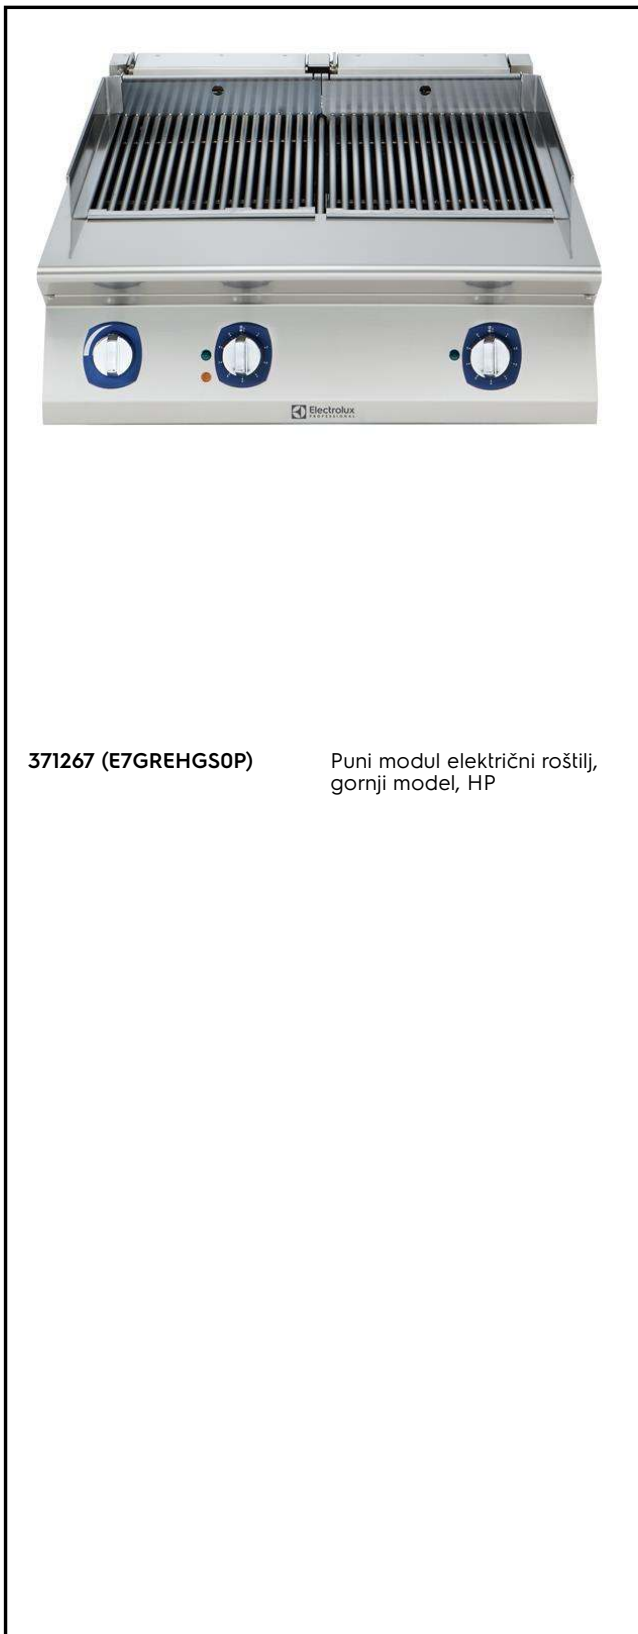 Electrolux
PROFESSIONAL
371267 (E7GREHGS0P)
Puni modul električni roštilj,
gornji model, HP